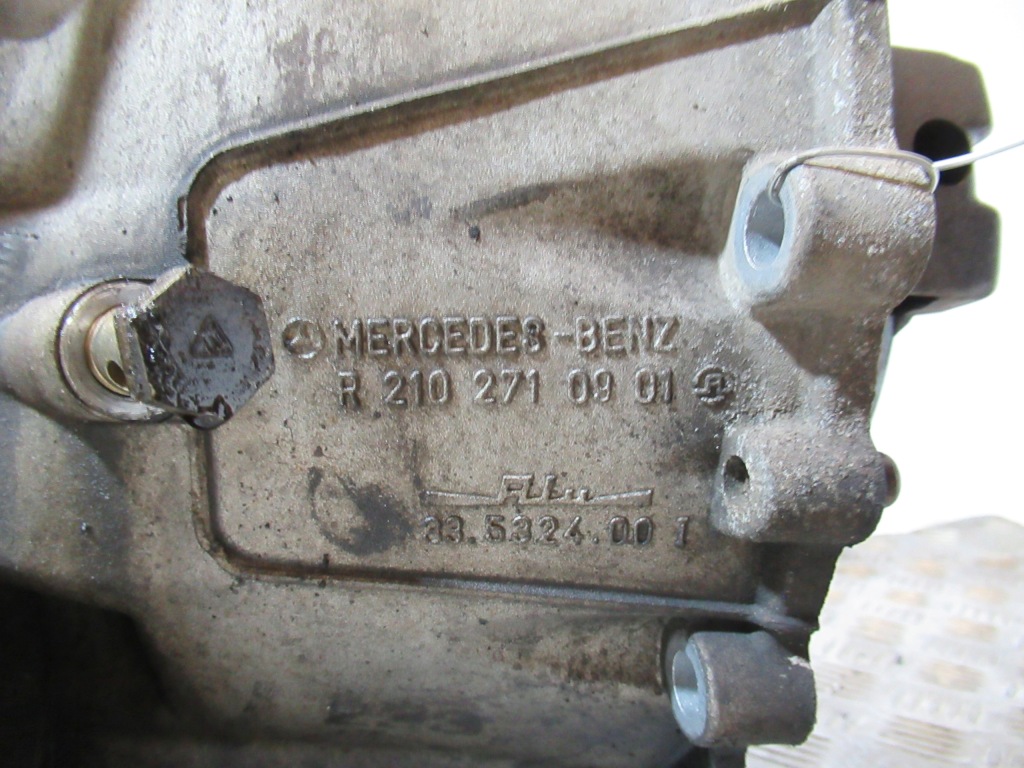 MERCEDES-BENZ
R 210 271 09 01
33.5324.00 I